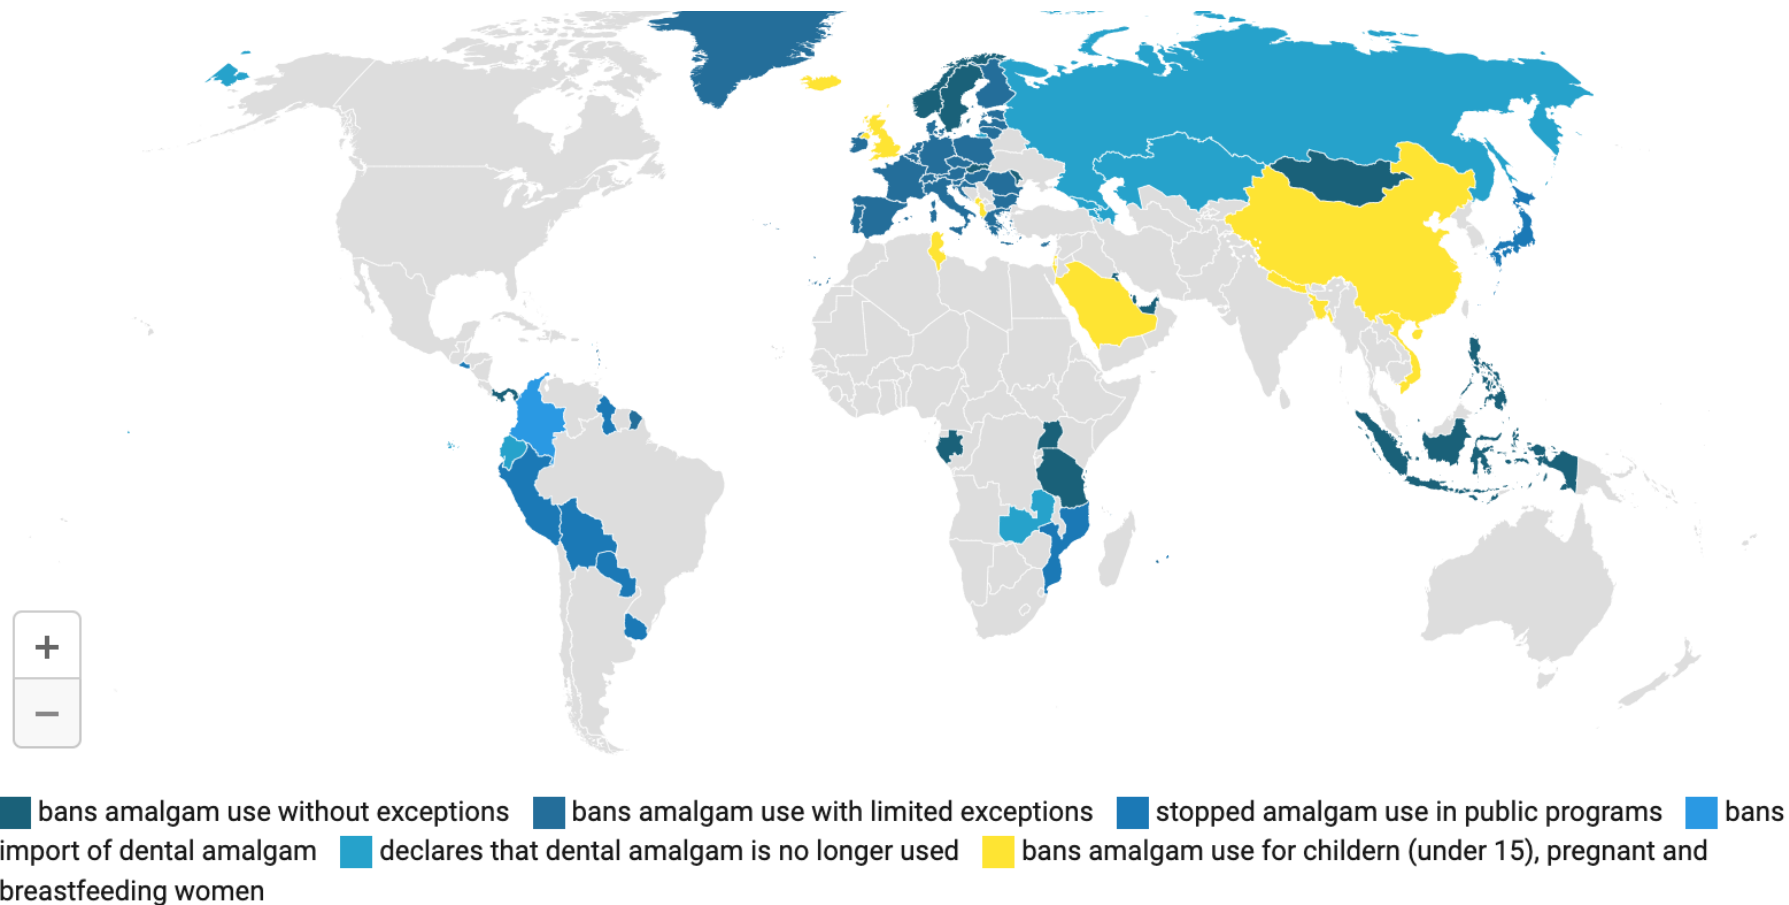 +
−
bans amalgam use without exceptions bans amalgam use with limited exceptions stopped amalgam use in public programs bans
import of dental amalgam declares that dental amalgam is no longer used bans amalgam use for childern (under 15), pregnant and
breastfeeding women